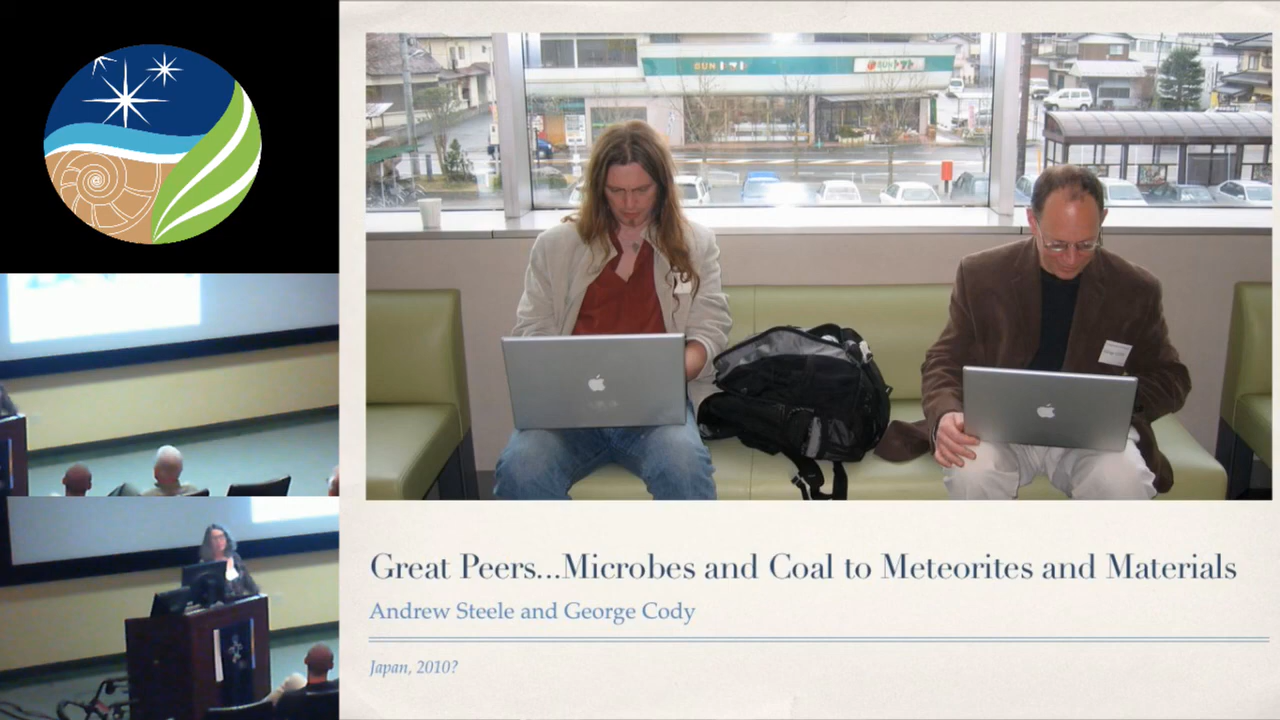 Great Peers...Microbes and Coal to Meteorites and Materials
Andrew Steele and George Cody
Japan, 2010?